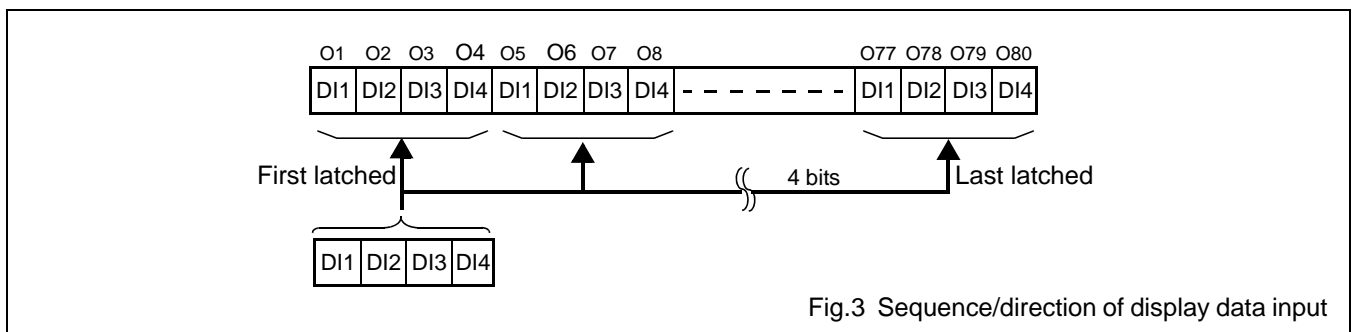 O1 O2 O3 O4 O5 O6 O7 O8 O77 O78 O79 O80
DI1 DI2 DI3 DI4 DI1 DI2 DI3 DI4 DI1 DI2 DI3 DI4
First latched 4 bits Last latched
DI1 DI2 DI3 DI4
Fig.3 Sequence/direction of display data input